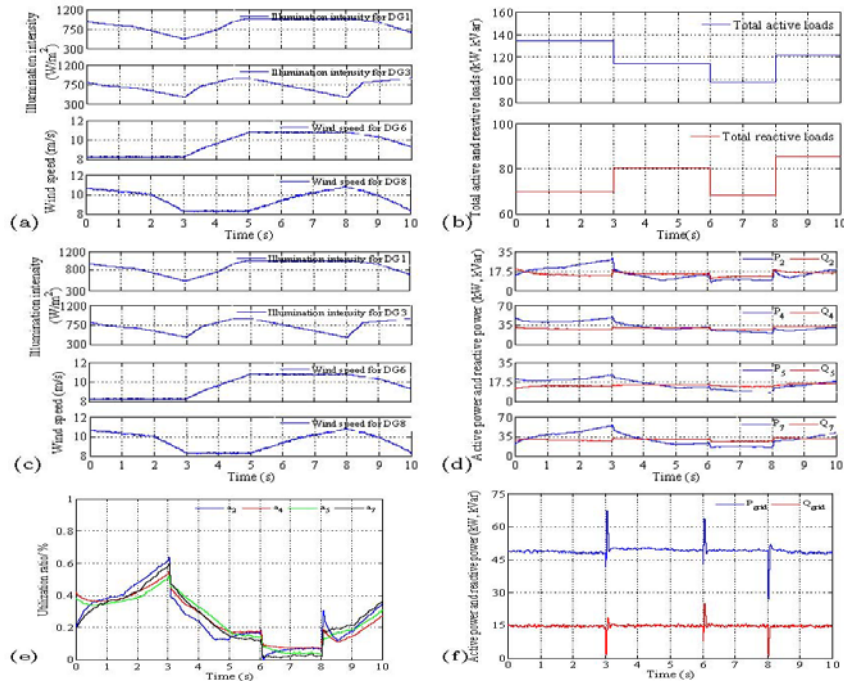 1200
750
300
Illumination intensity for DG1
1200
750
300
Illumination intensity for DG3
Illumination intensity
(W/m²)
12
10
8
Wind speed for DG6
12
10
8
Wind speed for DG8
Wind speed (m/s)
0 1 2 3 4 5 6 7 8 9 10
Time (s)
(a)
160
140
120
100
80
Total active loads
100
80
60
Total reactive loads
Total active and reavtive loads (kW, kVar)
0 1 2 3 4 5 6 7 8 9 10
Time(s)
(b)
1200
800
300
Illumination intensity for DG1
1200
750
300
Illumination intensity for DG3
Illumination intensity
(W/m²)
12
10
8
Wind speed for DG6
12
10
8
Wind speed for DG8
Wind speed (m/s)
0 1 2 3 4 5 6 7 8 9 10
Time (s)
(c)
35
17.5
0
P2 Q2
70
35
0
P4 Q4
35
17.5
0
P5 Q5
70
35
0
P7 Q7
Active power and reactive power (kW, kVar)
0 1 2 3 4 5 6 7 8 9 10
Time (s)
(d)
1
0.8
0.6
0.4
0.2
0
a2 a4 a5 a7
Utilization ratio/%
0 1 2 3 4 5 6 7 8 9 10
Time (s)
(e)
75
60
45
30
15
0
Pgrid Qgrid
Active power and reactive power (kW, kVar)
0 1 2 3 4 5 6 7 8 9 10
Time (s)
(f)